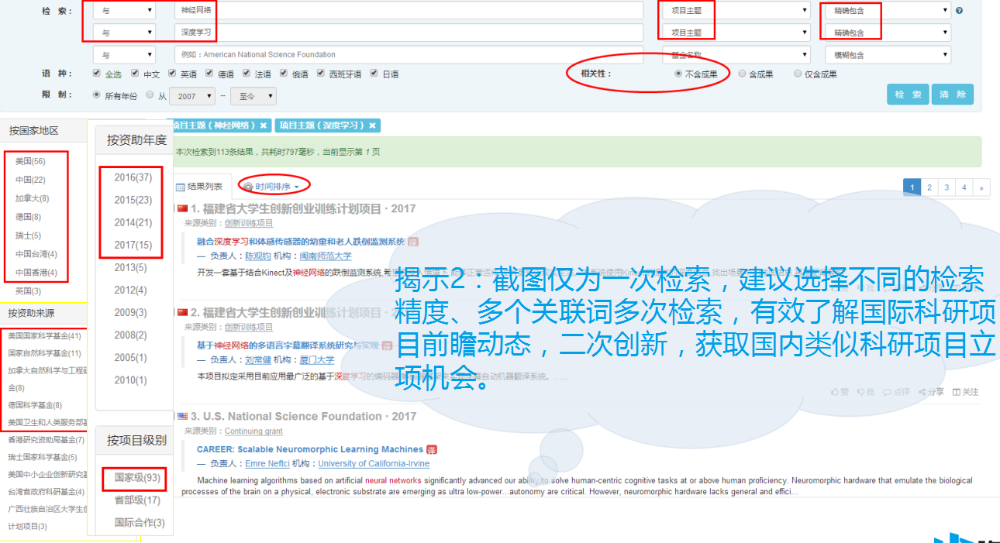 检 索： 与 神经网络 项目主题 精确包含
与 深度学习 项目主题 精确包含
与 例如：American National Science Foundation 基金名称 模糊包含
语 种： 全选 中文 英语 德语 法语 俄语 西班牙语 日语 相关性： 不含成果 含成果 仅含成果
限 制： 所有年份 从 2007 -- 至今 检 索 清 除
按国家地区
美国(56)
中国(22)
加拿大(8)
德国(8)
瑞士(5)
中国台湾(4)
中国香港(4)
英国(3)
按资助来源
美国国家科学基金(41)
国家自然科学基金(11)
加拿大自然科学与工程
金(8)
德国科学基金(8)
美国卫生和人类服务部
香港研究资助局基金(7)
瑞士国家科学基金(5)
美国中小企业创新研究
台湾省政府科研基金(4)
广西壮族自治区大学生
计划项目(3)
按资助年度
2016(37)
2015(23)
2014(21)
2017(15)
2013(5)
2012(4)
2009(3)
2008(2)
2005(1)
2010(1)
按项目级别
国家级(93)
省部级(17)
国际合作(3)
项目主题 ( 神经网络 ) × 项目主题 ( 深度学习 ) ×
本次检索到113条结果，共耗时797毫秒，当前显示第 1 页
结果列表 时间排序 1 2 3 4 »
1. 福建省大学生创新创业训练计划项目 · 2017
来源类别：创新训练项目
融合深度学习和体感传感器的幼童和老人跌倒监测系统 译
— 负责人：陈观钧 机构：闽南师范大学
开发一套基于结合Kinect及神经网络的跌倒监测系统,希
2. 福建省大学生创新创业训练计划项目
来源类别：创新训练项目
基于神经网络的多语言字幕翻译系统研究与实现 译
— 负责人：刘常健 机构：厦门大学
本项目拟定采用目前应用最广泛的基于深度学习的编码器 自动机器翻译系统。......
赞 批 点评 分享 关注
3. U.S. National Science Foundation · 2017
来源类别：Continuing grant
CAREER: Scalable Neuromorphic Learning Machines 译
— 负责人：Emre Neftci 机构：University of California-Irvine
Machine learning algorithms based on artificial neural networks significantly advanced our ability to solve human-centric cognitive tasks at or above human proficiency. Neuromorphic hardware that emulate the biological
processes of the brain on a physical, electronic substrate are emerging as ultra low-power...autonomy are critical. However, neuromorphic hardware lacks general and effici...
揭示2：截图仅为一次检索，建议选择不同的检索
精度、多个关联词多次检索，有效了解国际科研项
目前瞻动态，二次创新，获取国内类似科研项目立
项机会。